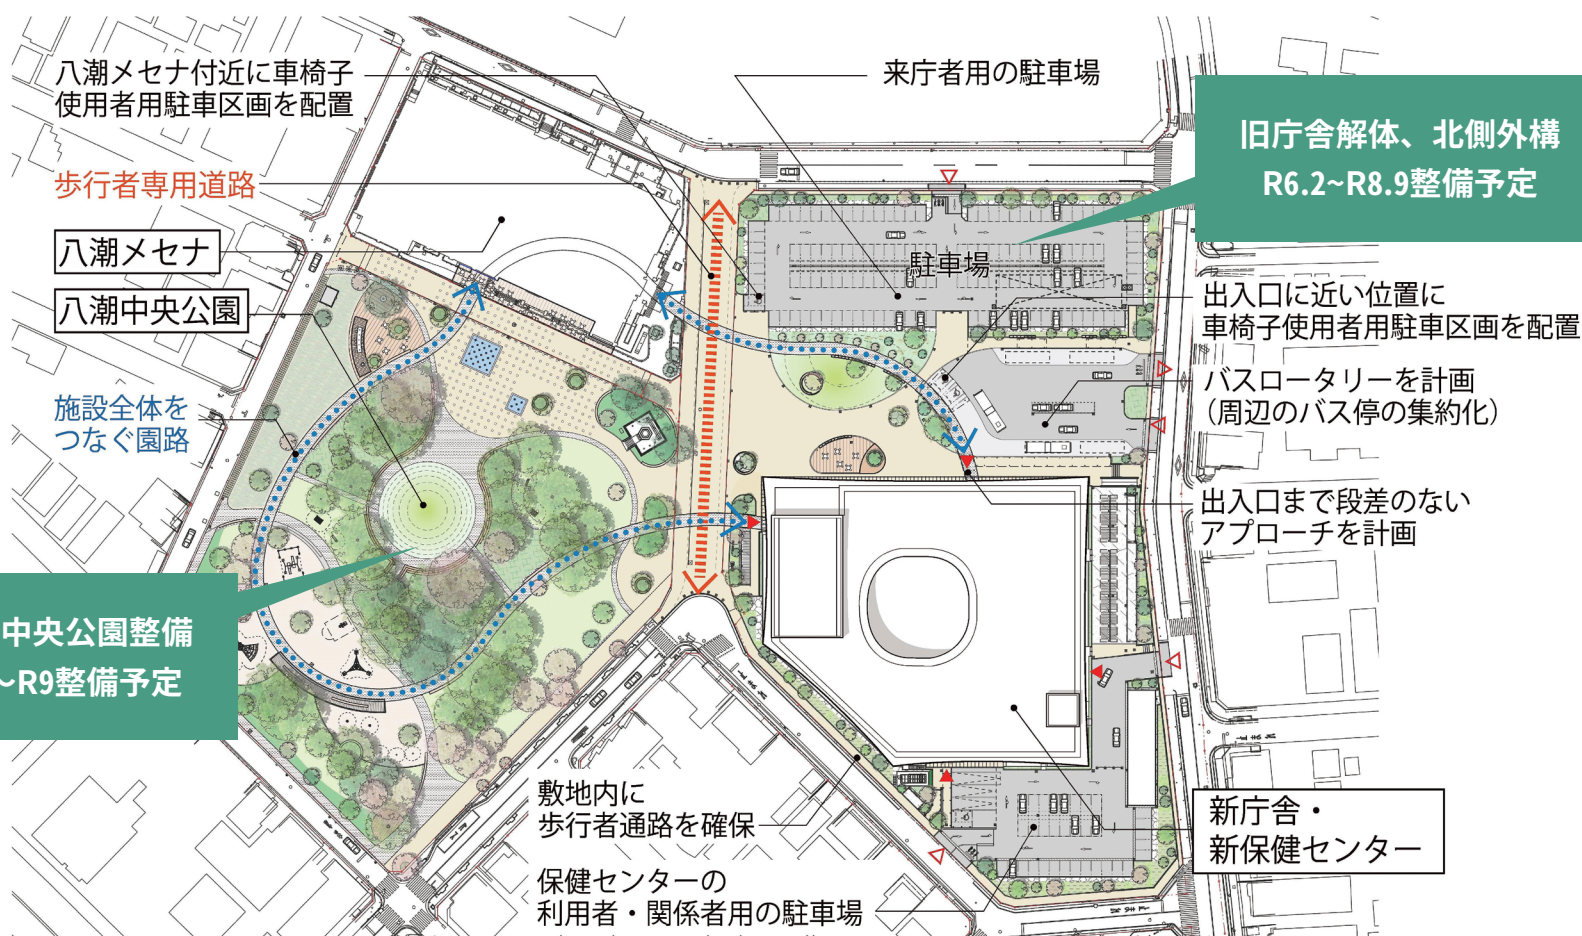 八潮メセナ付近に車椅子
使用者用駐車区画を配置
来庁者用の駐車場
旧庁舎解体、北側外構
R6.2~R8.9整備予定
歩行者専用道路
八潮メセナ
八潮中央公園
駐車場
出入口に近い位置に
車椅子使用者用駐車区画を配置
バスロータリーを計画
（周辺のバス停の集約化）
施設全体を
つなぐ園路
出入口まで段差のない
アプローチを計画
中央公園整備
~R9整備予定
敷地内に
歩行者通路を確保
新庁舎・
新保健センター
保健センターの
利用者・関係者用の駐車場